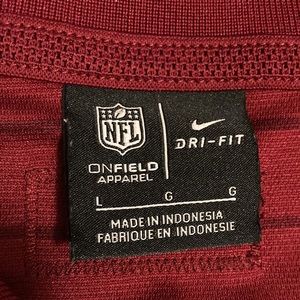 NFL
ONFIELD
APPAREL
DRI-FIT
L G G
MADE IN INDONESIA
FABRIQUE EN INDONESIE